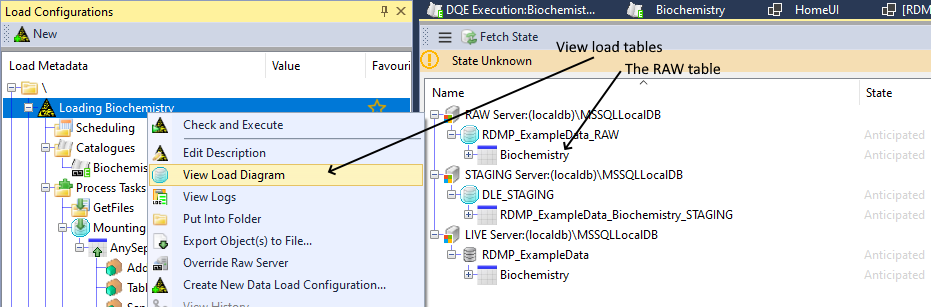 Load Configurations
New
Load Metadata Value Favouri
\
Loading Biochemistry
Scheduling
Catalogues
Biochemis
Process Tasks
GetFiles
Mounting
AnySep
Add
Tabl
Check and Execute
Edit Description
View Load Diagram
View Logs
Put Into Folder
Export Object(s) to File...
Override Raw Server
Create New Data Load Configuration...
View History
DQE Execution:Biochemist... Biochemistry HomeUI [RDM
Fetch State
View load tables
State Unknown
The RAW table
Name State
RAW Server:(localdb)\MSSQLLocalDB
RDMP_ExampleData_RAW Anticipated
Biochemistry Anticipated
STAGING Server:(localdb)\MSSQLLocalDB
DLE_STAGING Anticipated
RDMP_ExampleData_Biochemistry_STAGING Anticipated
LIVE Server:(localdb)\MSSQLLocalDB
RDMP_ExampleData Anticipated
Biochemistry Anticipated